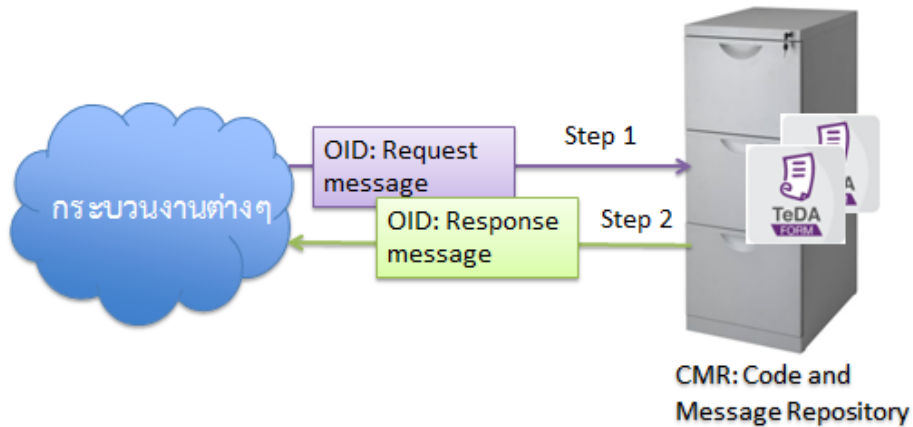 Step 1
OID: Request
message
กระบวนงานต่างๆ
OID: Response
message
Step 2
TeDA
FORM
A
CMR: Code and
Message Repository